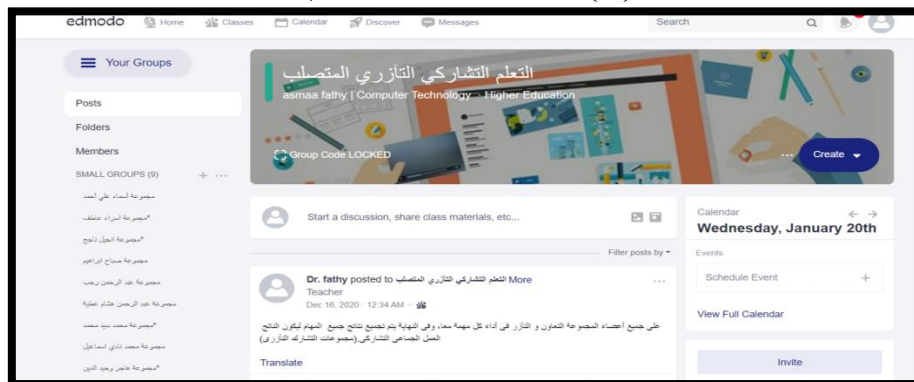 edmodo Home Classes Calendar Discover Messages Search
Your Groups
Posts
Folders
Members
SMALL GROUPS (9)
مجموعة أسماء علي أحمد
مجموعة اسراء عاطف*
مجموعة انجيل ناجح*
مجموعة صباح ابراهيم
مجموعة عبد الرحمن رجب
مجموعة عبد الرحمن هشام عطية
مجموعة محمد سيد محمد*
مجموعة محمد نادي اسماعيل
مجموعة هاجر وحيد الدين*
التعلم التشاركي التآزري المتصلب
asmaa fathy | Computer Technology - Higher Education
Group Code LOCKED
Create
Start a discussion, share class materials, etc...
Filter posts by
Dr. fathy posted to التعلم التشاركي التآزري المتصلب More
Teacher
Dec 16, 2020 · 12:34 AM ·
على جميع أعضاء المجموعة التعاون و التآزر فى أداء كل مهمة معا، وفى النهاية يتم تجميع نتائج جميع المهام ليكون الناتج
العمل الجماعى التشاركى.(مجموعات التشارك التآزرى)
Translate
Calendar
Wednesday, January 20th
Events
Schedule Event
View Full Calendar
Invite